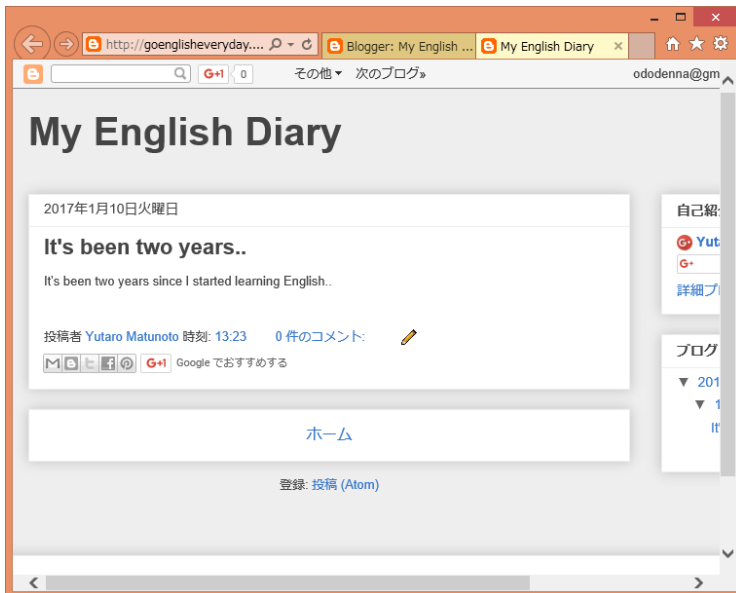 http://goenglisheveryday....
Blogger: My English ...
My English Diary
G+1 0 その他▼ 次のブログ» ododenna@gm
My English Diary
2017年1月10日火曜日
It's been two years..
It's been two years since I started learning English..
投稿者 Yutaro Matunoto 時刻: 13:23 0 件のコメント:
G+1 Google でおすすめする
ホーム
登録: 投稿 (Atom)
自己紹
Yut
G+
詳細プ
ブログ
▼ 201
▼ 1
It'